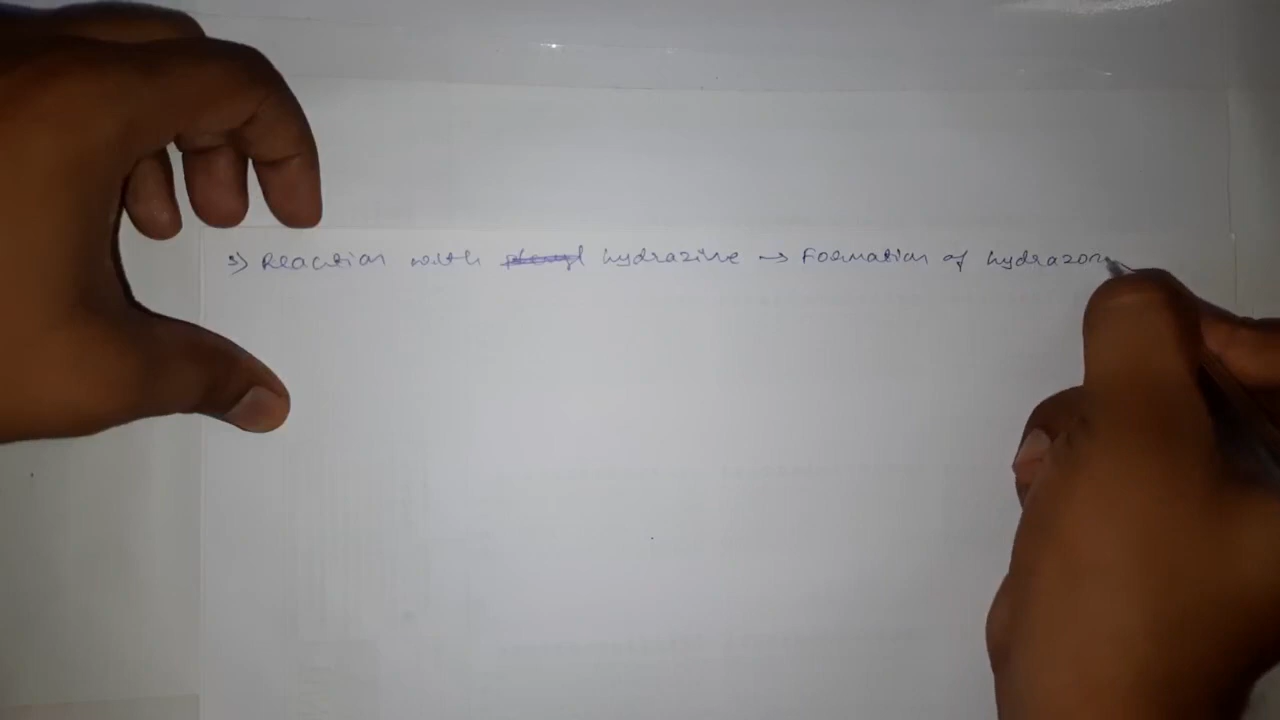 3) Reaction with hydrazine → Formation of hydrazon